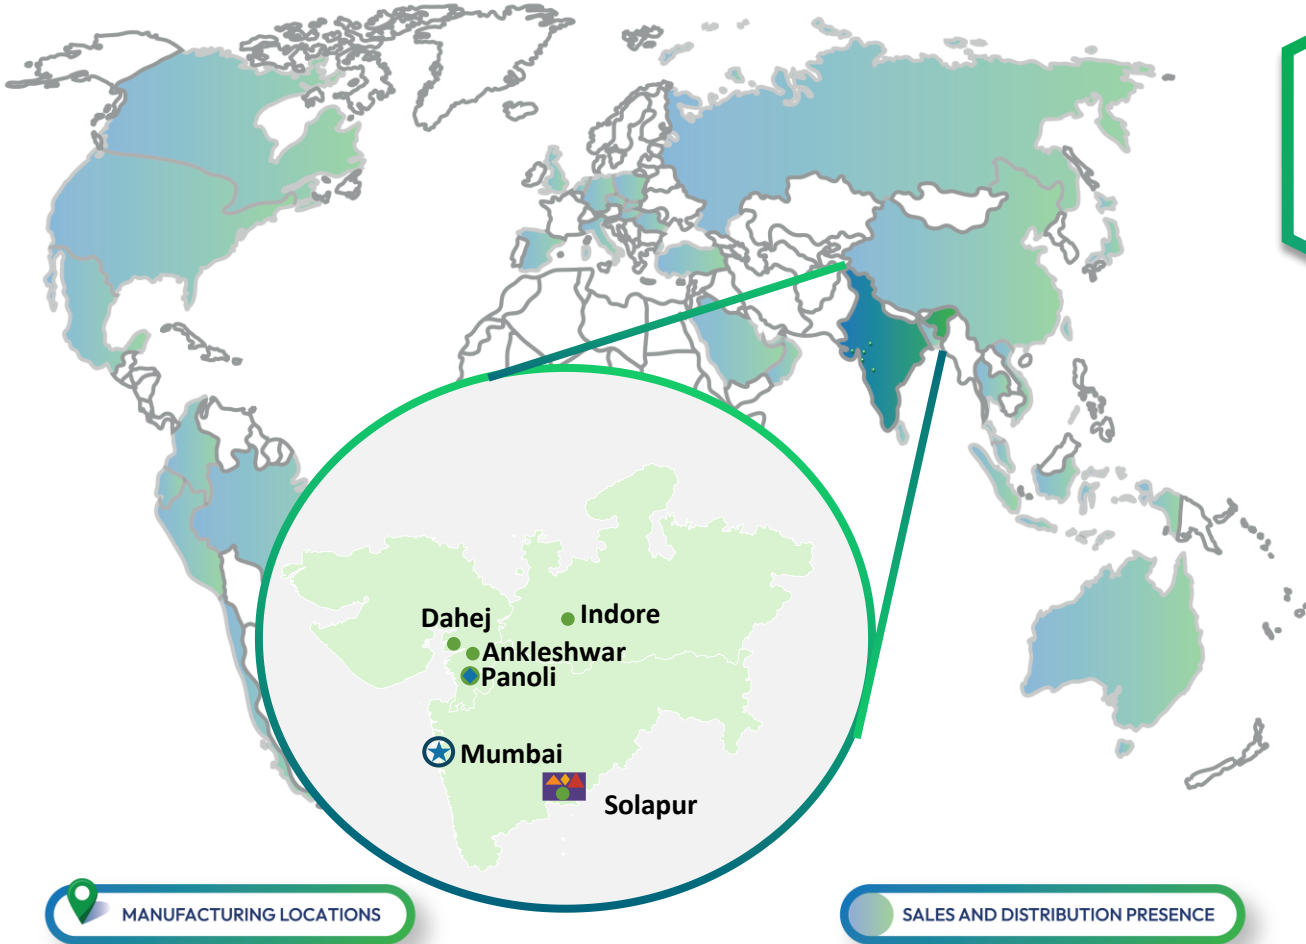 Dahej
Indore
Ankleshwar
Panoli
Mumbai
Solapur
MANUFACTURING LOCATIONS
SALES AND DISTRIBUTION PRESENCE